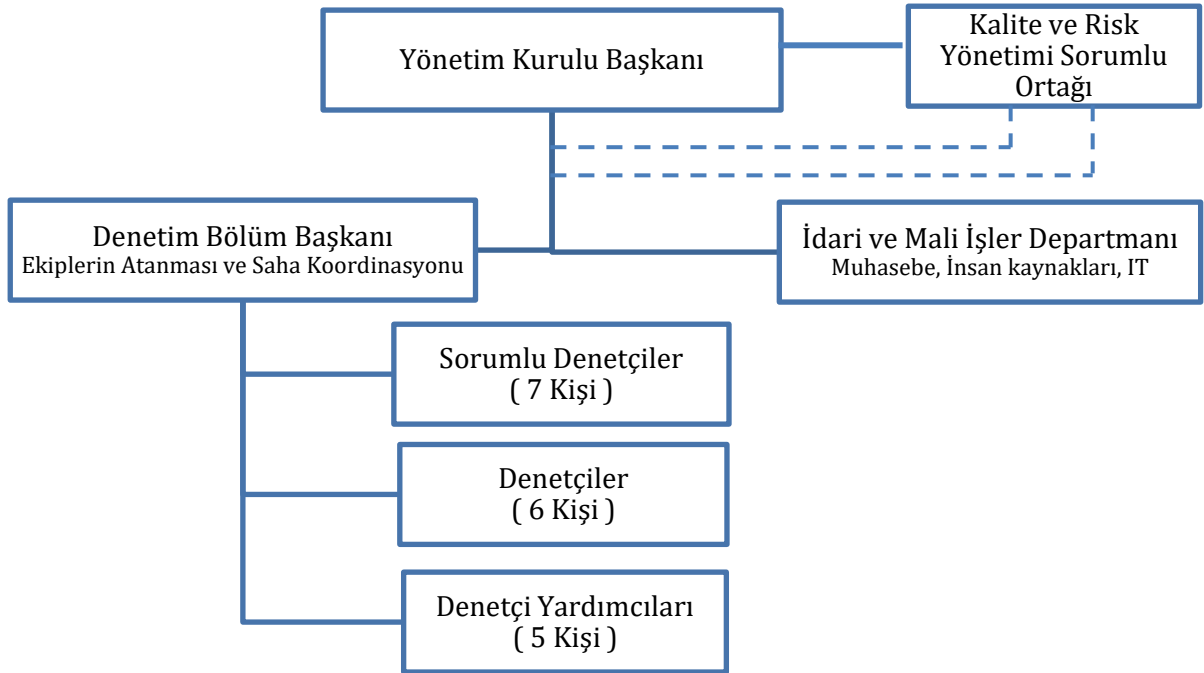 Yönetim Kurulu Başkanı
Kalite ve Risk
Yönetimi Sorumlu
Ortağı
Denetim Bölüm Başkanı
Ekiplerin Atanması ve Saha Koordinasyonu
İdari ve Mali İşler Departmanı
Muhasebe, İnsan kaynakları, IT
Sorumlu Denetçiler
( 7 Kişi )
Denetçiler
( 6 Kişi )
Denetçi Yardımcıları
( 5 Kişi )